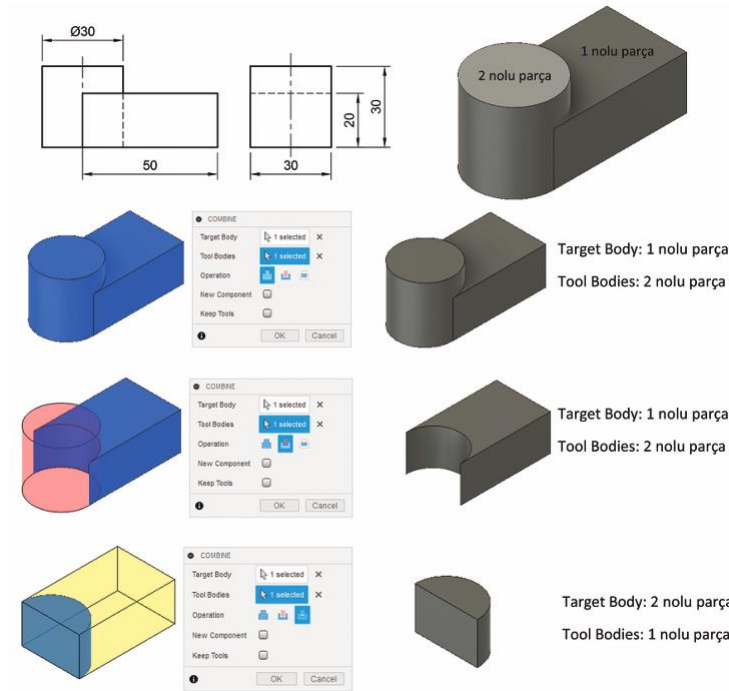 Ø30
50
30
20
30
1 nolu parça
2 nolu parça
COMBINE
Target Body 1 selected
Tool Bodies 1 selected
Operation
New Component
Keep Tools
OK Cancel
Target Body: 1 nolu parça
Tool Bodies: 2 nolu parça
COMBINE
Target Body 1 selected
Tool Bodies 1 selected
Operation
New Component
Keep Tools
OK Cancel
Target Body: 1 nolu parça
Tool Bodies: 2 nolu parça
COMBINE
Target Body 1 selected
Tool Bodies 1 selected
Operation
New Component
Keep Tools
OK Cancel
Target Body: 2 nolu parça
Tool Bodies: 1 nolu parça